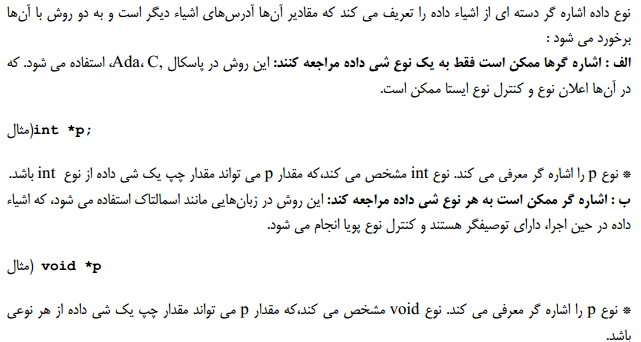 نوع داده اشاره گر دسته ای از اشیاء داده را تعریف می کند که مقادیر آن‌ها آدرس‌های اشیاء دیگر است و به دو روش با آن‌ها
برخورد می شود :
الف : اشاره گرها ممکن است فقط به یک نوع شی داده مراجعه کنند: این روش در پاسکال ,Ada، C، استفاده می شود. که
در آن‌ها اعلان نوع و کنترل نوع ایستا ممکن است.
مثال)int *p;
* نوع p را اشاره گر معرفی می کند. نوع int مشخص می کند،که مقدار p می تواند مقدار چپ یک شی داده از نوع int باشد.
ب : اشاره گر ممکن است به هر نوع شی داده مراجعه کند: این روش در زبان‌هایی مانند اسمالتاک استفاده می شود، که اشیاء
داده در حین اجرا، دارای توصیفگر هستند و کنترل نوع پویا انجام می شود.
مثال) void *p
* نوع p را اشاره گر معرفی می کند. نوع void مشخص می کند،که مقدار p می تواند مقدار چپ یک شی داده از هر نوعی
باشد.